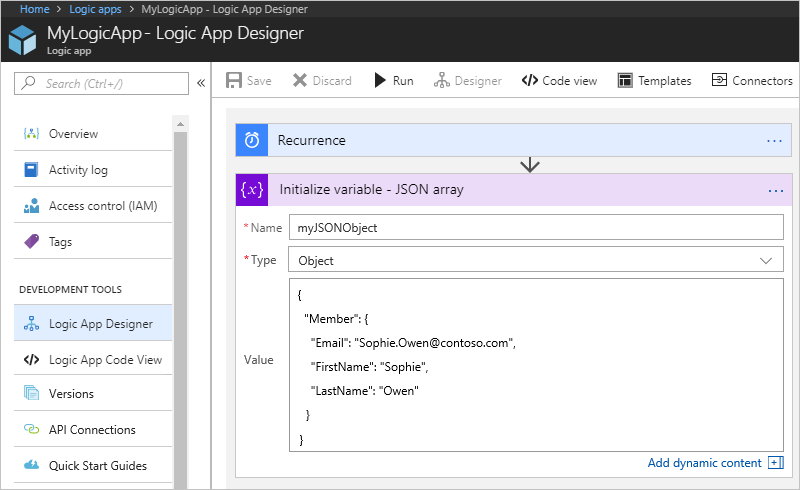 Home > Logic apps > MyLogicApp - Logic App Designer
MyLogicApp - Logic App Designer
Logic app
Search (Ctrl+/) «
Overview
Activity log
Access control (IAM)
Tags
DEVELOPMENT TOOLS
Logic App Designer
</> Logic App Code View
Versions
API Connections
Quick Start Guides
Save Discard Run Designer </> Code view Templates Connectors
Recurrence ...
{x} Initialize variable - JSON array ...
* Name myJSONObject
* Type Object
Value
{
"Member": {
"Email": "Sophie.Owen@contoso.com",
"FirstName": "Sophie",
"LastName": "Owen"
}
}
Add dynamic content